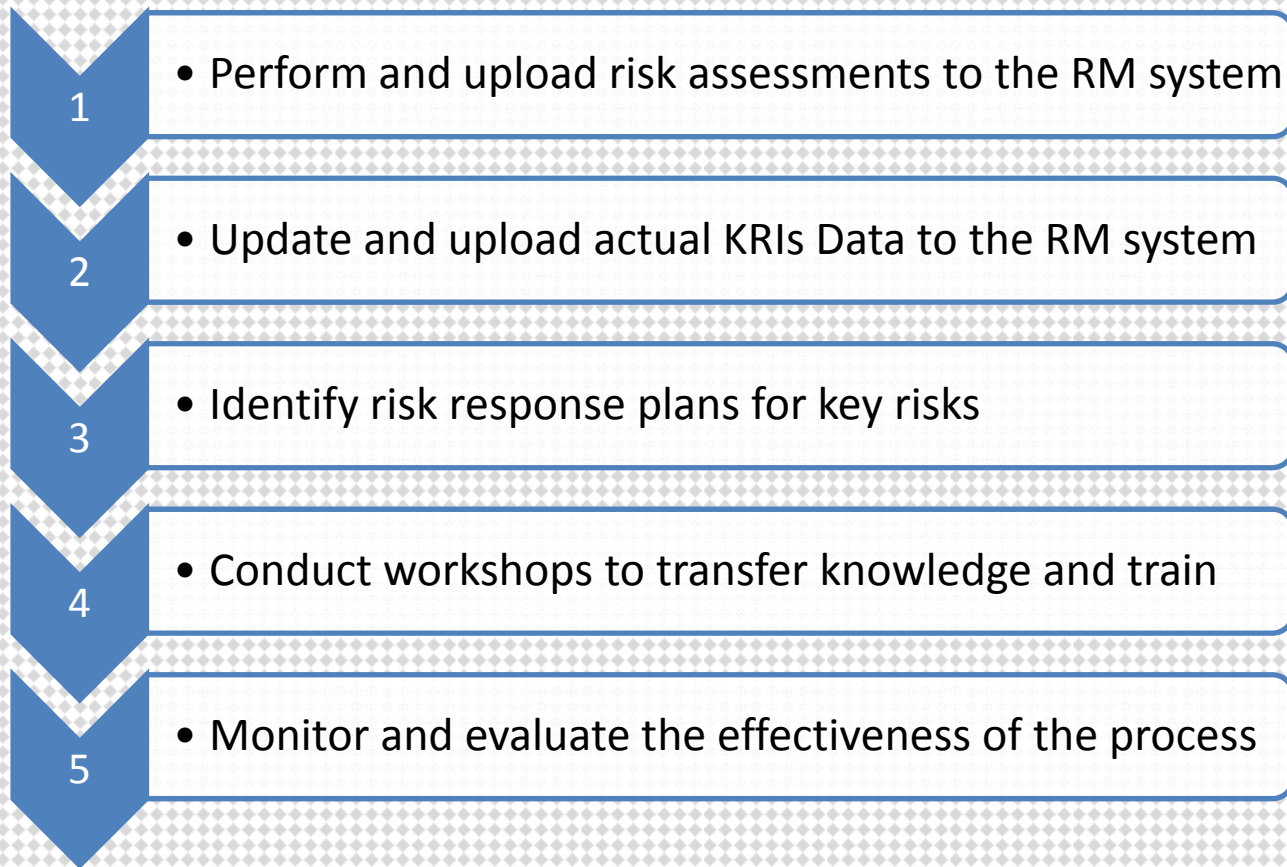 1
• Perform and upload risk assessments to the RM system
2
• Update and upload actual KRIs Data to the RM system
3
• Identify risk response plans for key risks
4
• Conduct workshops to transfer knowledge and train
5
• Monitor and evaluate the effectiveness of the process